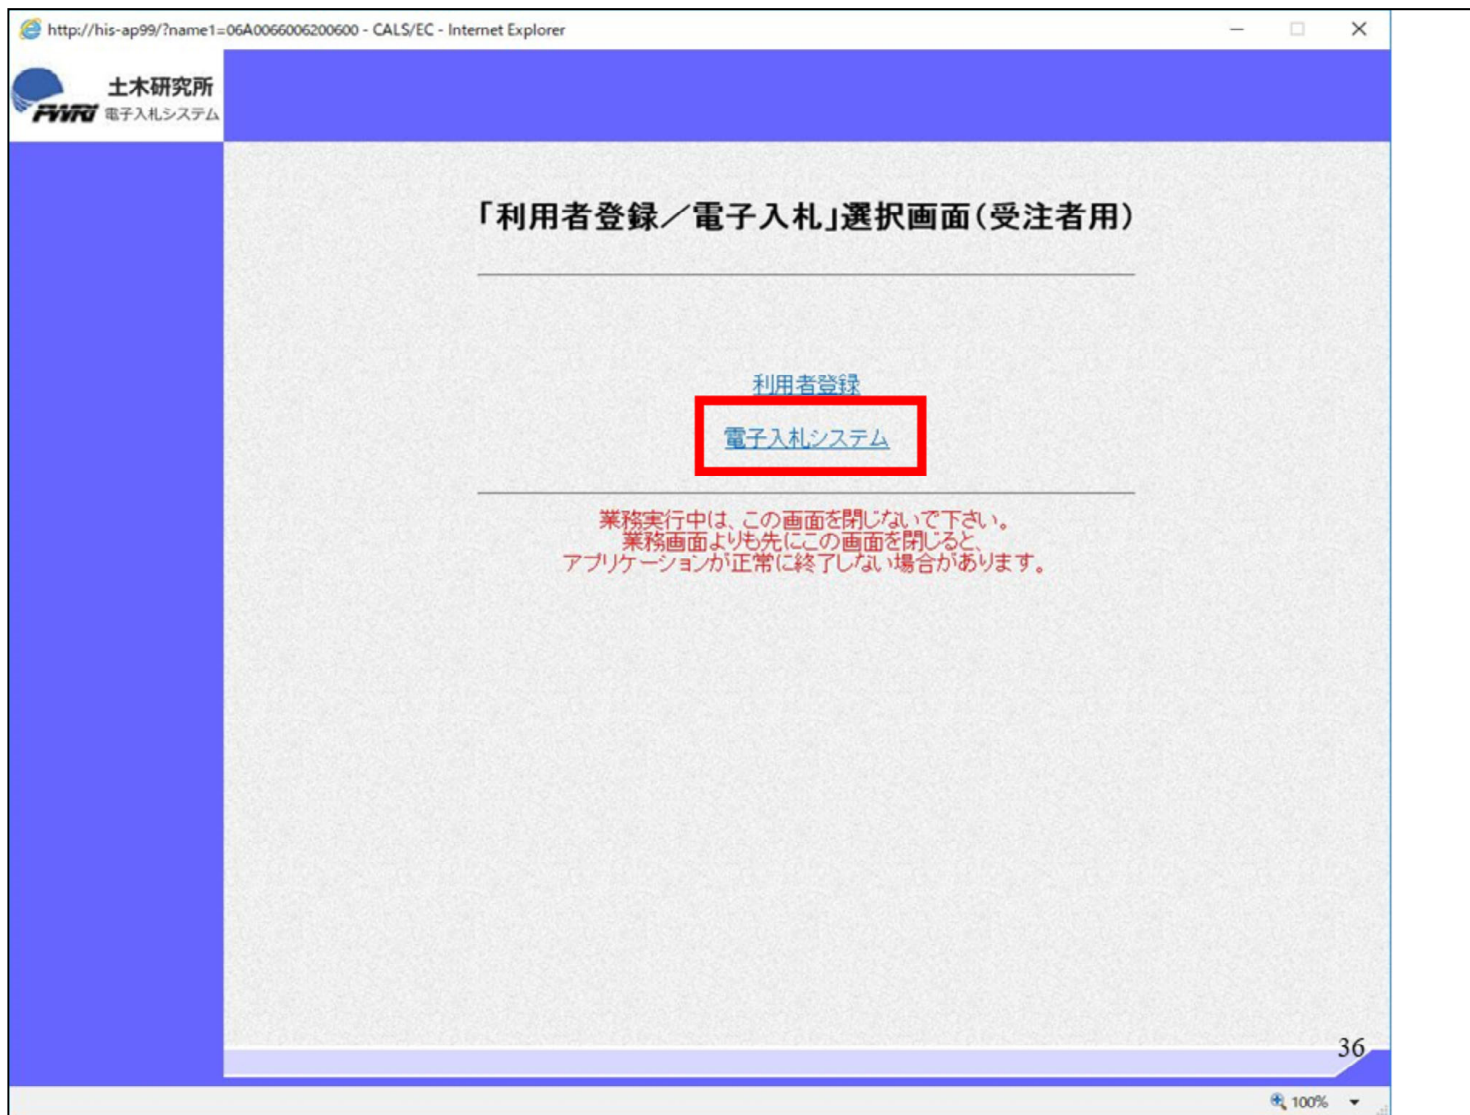 http://his-ap99/?name1=06A0066006200600 - CALS/EC - Internet Explorer
土木研究所
PWRI 電子入札システム
「利用者登録／電子入札」選択画面(受注者用)
利用者登録
電子入札システム
業務実行中は、この画面を閉じないで下さい。
業務画面よりも先にこの画面を閉じると、
アプリケーションが正常に終了しない場合があります。
36
100%